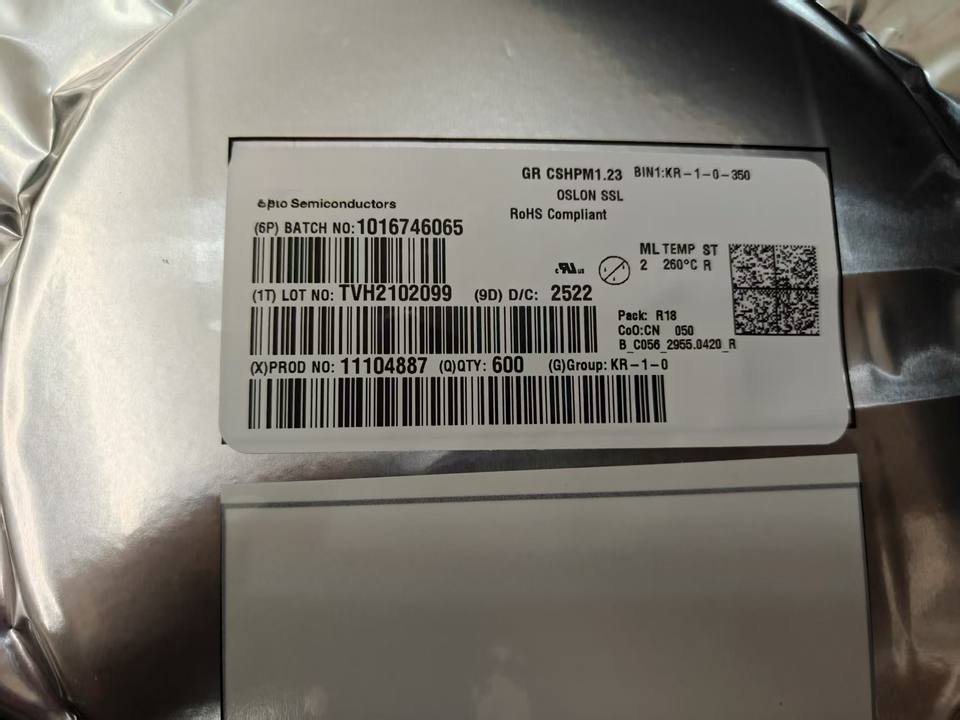 GR CSHPM1.23 BIN1:KR-1-0-350
OSLON SSL
RoHS Compliant
Semiconductors
(6P) BATCH NO: 1016746065
ML TEMP ST
2 260°C R
(1T) LOT NO: TVH2102099 (9D) D/C: 2522
Pack: R18
CoO:CN 050
B_C056_2955.0420_R
(X)PROD NO: 11104887 (Q)QTY: 600 (G)Group: KR-1-0